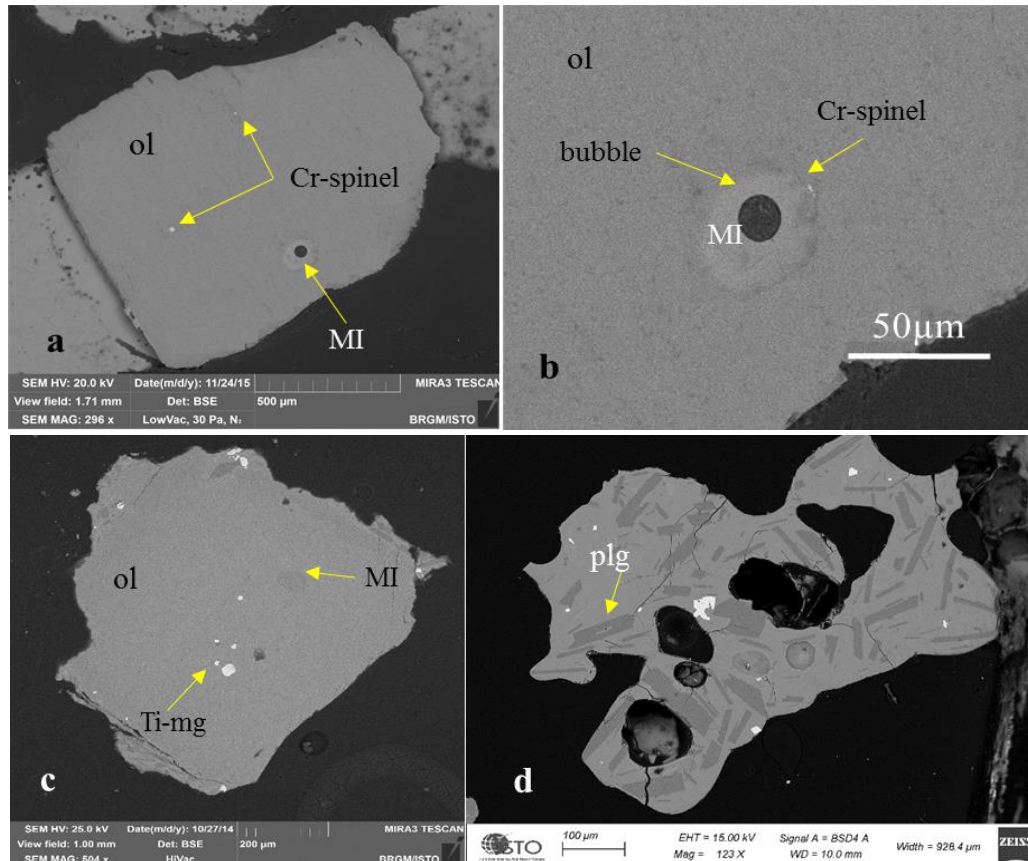 ol
Cr-spinel
MI
a
SEM HV: 20.0 kV Date(m/d/y): 11/24/15 MIRA3 TESCAN
View field: 1.71 mm Det: BSE 500 µm
SEM MAG: 296 x LowVac, 30 Pa, N₂ BRGM/ISTO
ol
Cr-spinel
bubble
MI
50µm
b
ol
MI
Ti-mg
c
SEM HV: 25.0 kV Date(m/d/y): 10/27/14 MIRA3 TESCAN
View field: 1.00 mm Det: BSE 200 µm
SEM MAG: 504 x HiVac BRGM/ISTO
plg
d
ISTO
100 µm EHT = 15.00 kV Signal A = BSD4 A ZEISS
Mag = 123 X WD = 10.0 mm Width = 928.4 µm